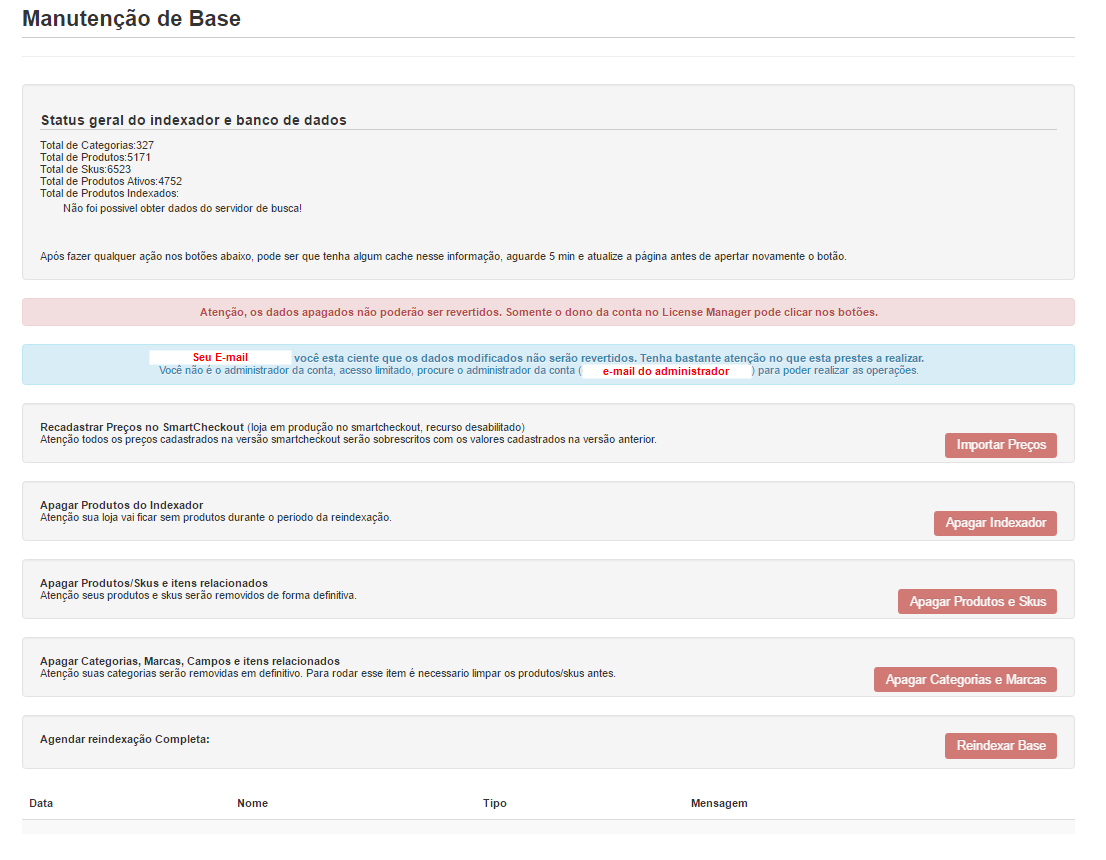 Manutenção de Base
Status geral do indexador e banco de dados
Total de Categorias:327
Total de Produtos:5171
Total de Skus:6523
Total de Produtos Ativos:4752
Total de Produtos Indexados:
Não foi possivel obter dados do servidor de busca!
Após fazer qualquer ação nos botões abaixo, pode ser que tenha algum cache nesse informação, aguarde 5 min e atualize a página antes de apertar novamente o botão.
Atenção, os dados apagados não poderão ser revertidos. Somente o dono da conta no License Manager pode clicar nos botões.
Seu E-mail você esta ciente que os dados modificados não serão revertidos. Tenha bastante atenção no que esta prestes a realizar.
Você não é o administrador da conta, acesso limitado, procure o administrador da conta ( e-mail do administrador ) para poder realizar as operações.
Recadastrar Preços no SmartCheckout (loja em produção no smartcheckout, recurso desabilitado)
Atenção todos os preços cadastrados na versão smartcheckout serão sobrescritos com os valores cadastrados na versão anterior.
Importar Preços
Apagar Produtos do Indexador
Atenção sua loja vai ficar sem produtos durante o periodo da reindexação.
Apagar Indexador
Apagar Produtos/Skus e itens relacionados
Atenção seus produtos e skus serão removidos de forma definitiva.
Apagar Produtos e Skus
Apagar Categorias, Marcas, Campos e itens relacionados
Atenção suas categorias serão removidas em definitivo. Para rodar esse item é necessario limpar os produtos/skus antes.
Apagar Categorias e Marcas
Agendar reindexação Completa:
Reindexar Base
Data Nome Tipo Mensagem